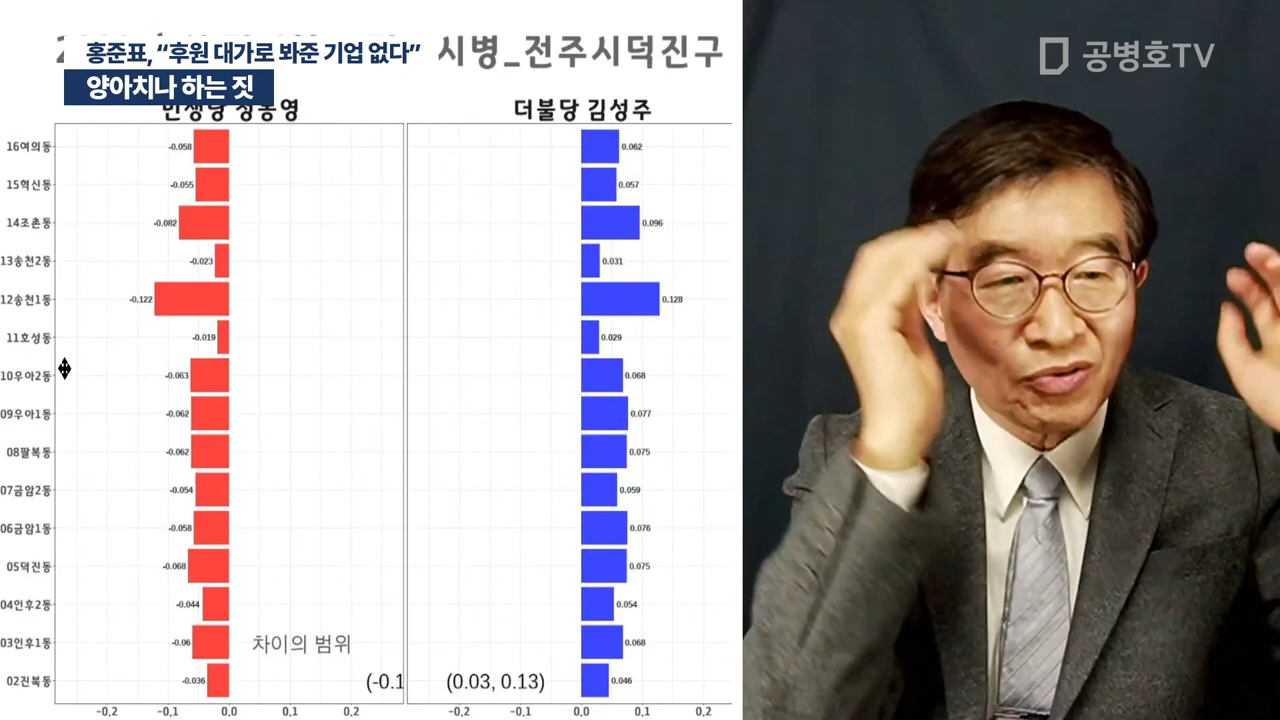 홍준표, “후원 대가로 봐준 기업 없다”
양아치나 하는 짓
시병_전주시덕진구
공병호TV
더불당 김성주
16여의동
-0.058
0.062
15혁신동
-0.055
0.057
14조촌동
-0.082
0.096
13송천2동
-0.023
0.031
12송천1동
-0.122
0.128
11호성동
-0.019
0.029
10우아2동
-0.063
0.068
09우아1동
-0.062
0.077
08팔복동
-0.062
0.075
07금암2동
-0.054
0.059
06금암1동
-0.058
0.076
05덕진동
-0.068
0.075
04인후2동
-0.044
0.054
03인후1동
-0.06
차이의 범위
0.068
02진북동
-0.036
(-0.1
(0.03, 0.13)
0.046
-0,2 -0,1 0,0 0,1 0,2
-0,2 -0,1 0,0 0,1 0,2